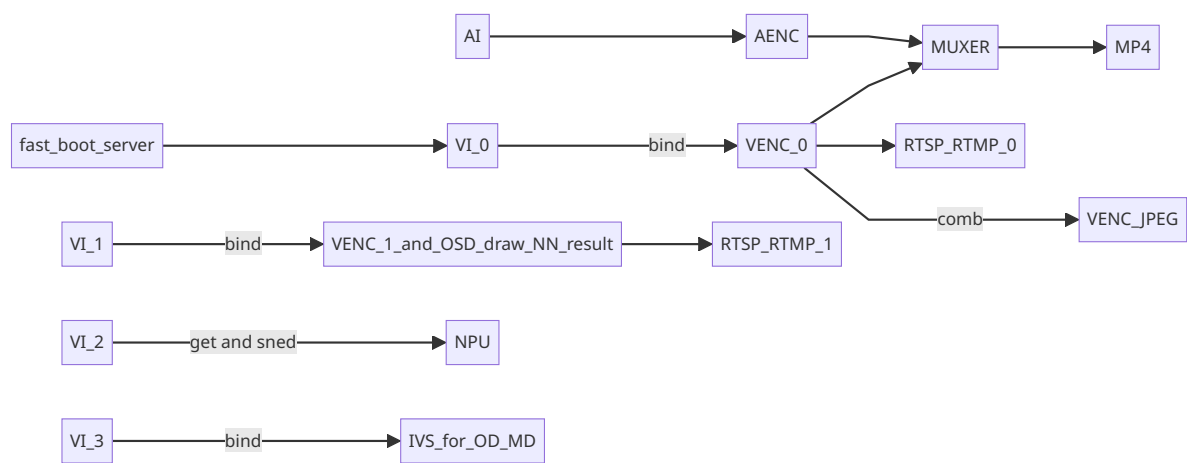 AI
AENC
MUXER
MP4
fast_boot_server
VI_0
bind
VENC_0
RTSP_RTMP_0
comb
VENC_JPEG
VI_1
bind
VENC_1_and_OSD_draw_NN_result
RTSP_RTMP_1
VI_2
get and sned
NPU
VI_3
bind
IVS_for_OD_MD